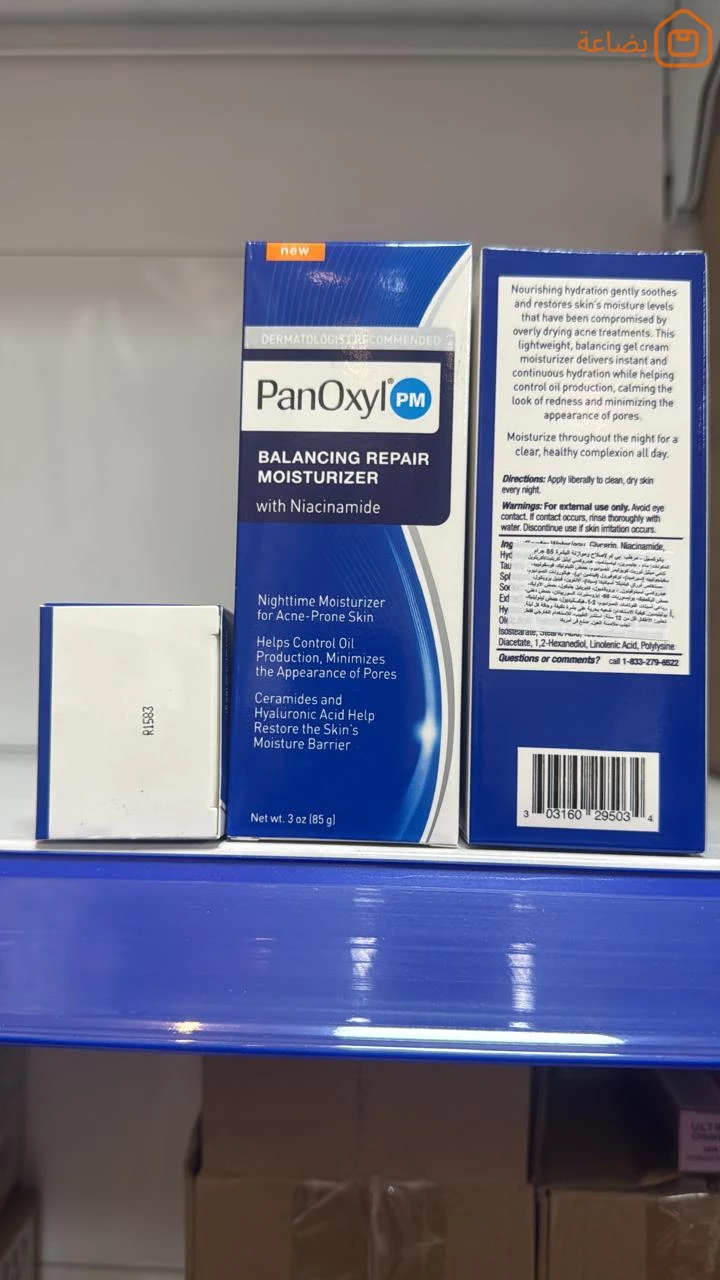 بضاعة
new
DERMATOLOGIST RECOMMENDED
PanOxyl® PM
BALANCING REPAIR
MOISTURIZER
with Niacinamide
Nighttime Moisturizer
for Acne-Prone Skin
Helps Control Oil
Production, Minimizes
the Appearance of Pores
Ceramides and
Hyaluronic Acid Help
Restore the Skin's
Moisture Barrier
Net wt. 3 oz (85 g)
R1583
Nourishing hydration gently soothes
and restores skin's moisture levels
that have been compromised by
overly drying acne treatments. This
lightweight, balancing gel cream
moisturizer delivers instant and
continuous hydration while helping
control oil production, calming the
look of redness and minimizing the
appearance of pores.
Moisturize throughout the night for a
clear, healthy complexion all day.
Directions: Apply liberally to clean, dry skin
every night.
Warnings: For external use only. Avoid eye
contact. If contact occurs, rinse thoroughly with
water. Discontinue use if skin irritation occurs.
Glycerin, Niacinamide,
Diacetate, 1,2-Hexanediol, Linolenic Acid, Polylysine
Questions or comments? call 1-833-279-6522
3 03160 29503 4